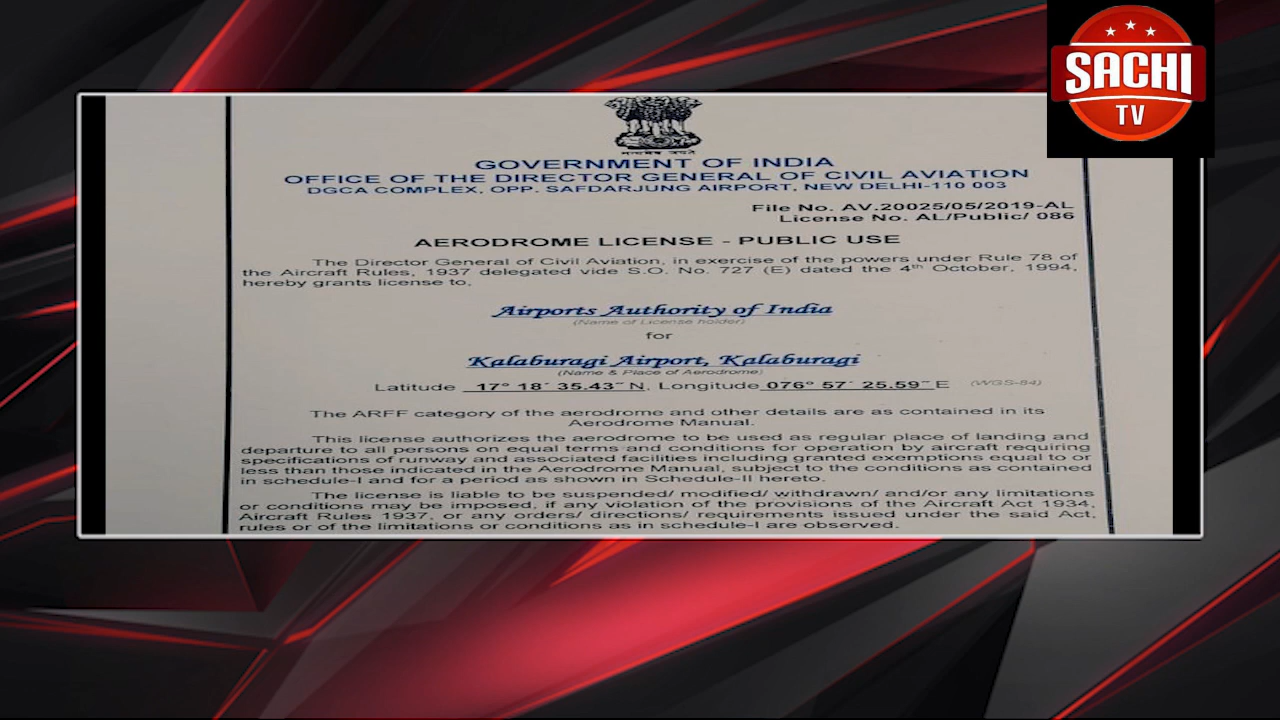 SACHI
TV
सत्यमेव जयते
GOVERNMENT OF INDIA
OFFICE OF THE DIRECTOR GENERAL OF CIVIL AVIATION
DGCA COMPLEX, OPP. SAFDARJUNG AIRPORT, NEW DELHI-110 003
File No. AV.20025/05/2019-AL
License No. AL/Public/ 086
AERODROME LICENSE - PUBLIC USE
The Director General of Civil Aviation, in exercise of the powers under Rule 78 of
the Aircraft Rules, 1937 delegated vide S.O. No. 727 (E) dated the 4th October, 1994,
hereby grants license to,
Airports Authority of India
(Name of License holder)
for
Kalaburagi Airport, Kalaburagi
(Name & Place of Aerodrome)
Latitude 17° 18´ 35.43˝ N, Longitude 076° 57´ 25.59˝ E (WGS-84)
The ARFF category of the aerodrome and other details are as contained in its
Aerodrome Manual.
This license authorizes the aerodrome to be used as regular place of landing and
departure to all persons on equal terms and conditions for operation by aircraft requiring
specifications of runway and associated facilities including granted exemptions equal to or
less than those indicated in the Aerodrome Manual, subject to the conditions as contained
in schedule-I and for a period as shown in Schedule-II hereto.
The license is liable to be suspended/ modified/ withdrawn/ and/or any limitations
or conditions may be imposed, if any violation of the provisions of the Aircraft Act 1934,
Aircraft Rules 1937, or any orders/ directions/ requirements issued under the said Act,
rules or of the limitations or conditions as in schedule-I are observed.